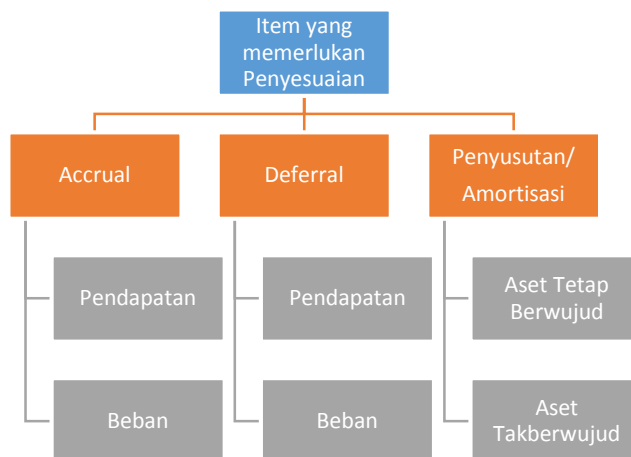 Item yang
memerlukan
Penyesuaian
Accrual
Deferral
Penyusutan/
Amortisasi
Pendapatan
Pendapatan
Aset Tetap
Berwujud
Beban
Beban
Aset
Takberwujud